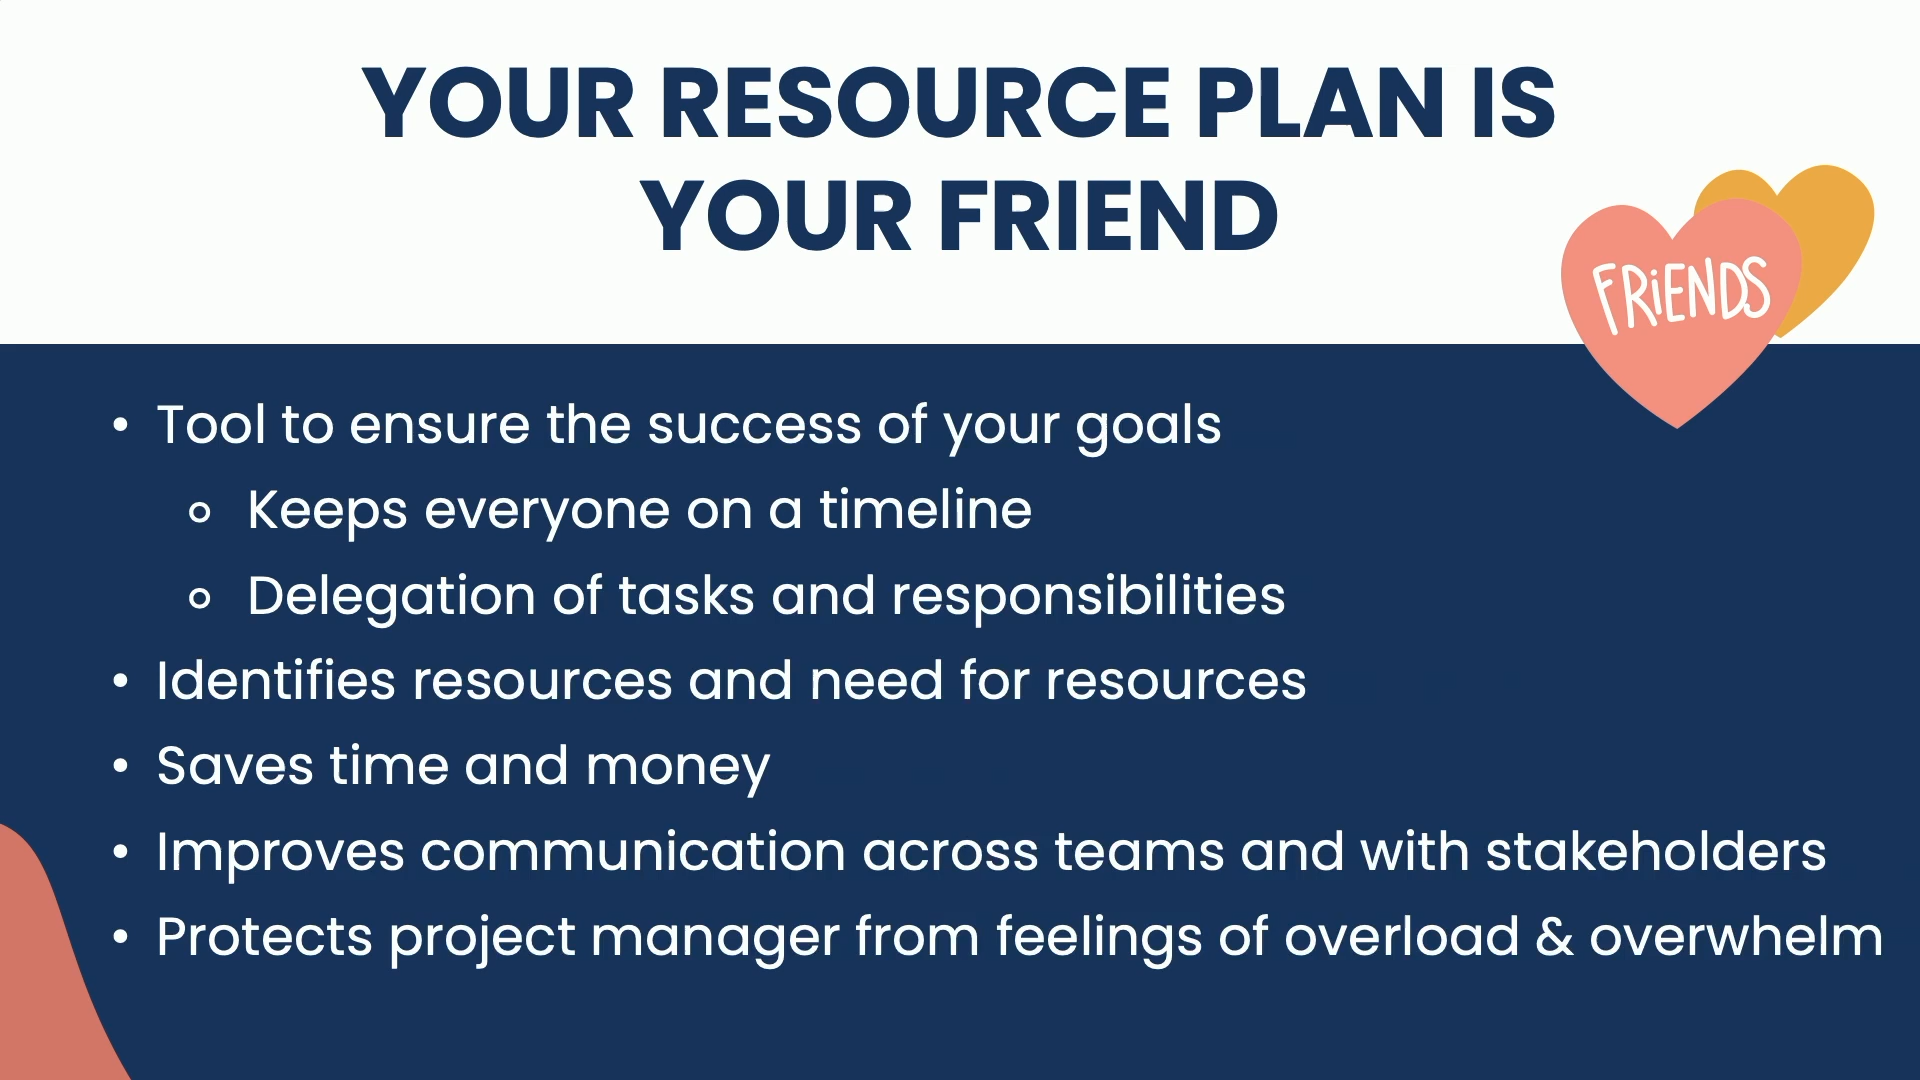 YOUR RESOURCE PLAN IS
YOUR FRIEND
FRiENDS
• Tool to ensure the success of your goals
◦ Keeps everyone on a timeline
◦ Delegation of tasks and responsibilities
• Identifies resources and need for resources
• Saves time and money
• Improves communication across teams and with stakeholders
• Protects project manager from feelings of overload & overwhelm